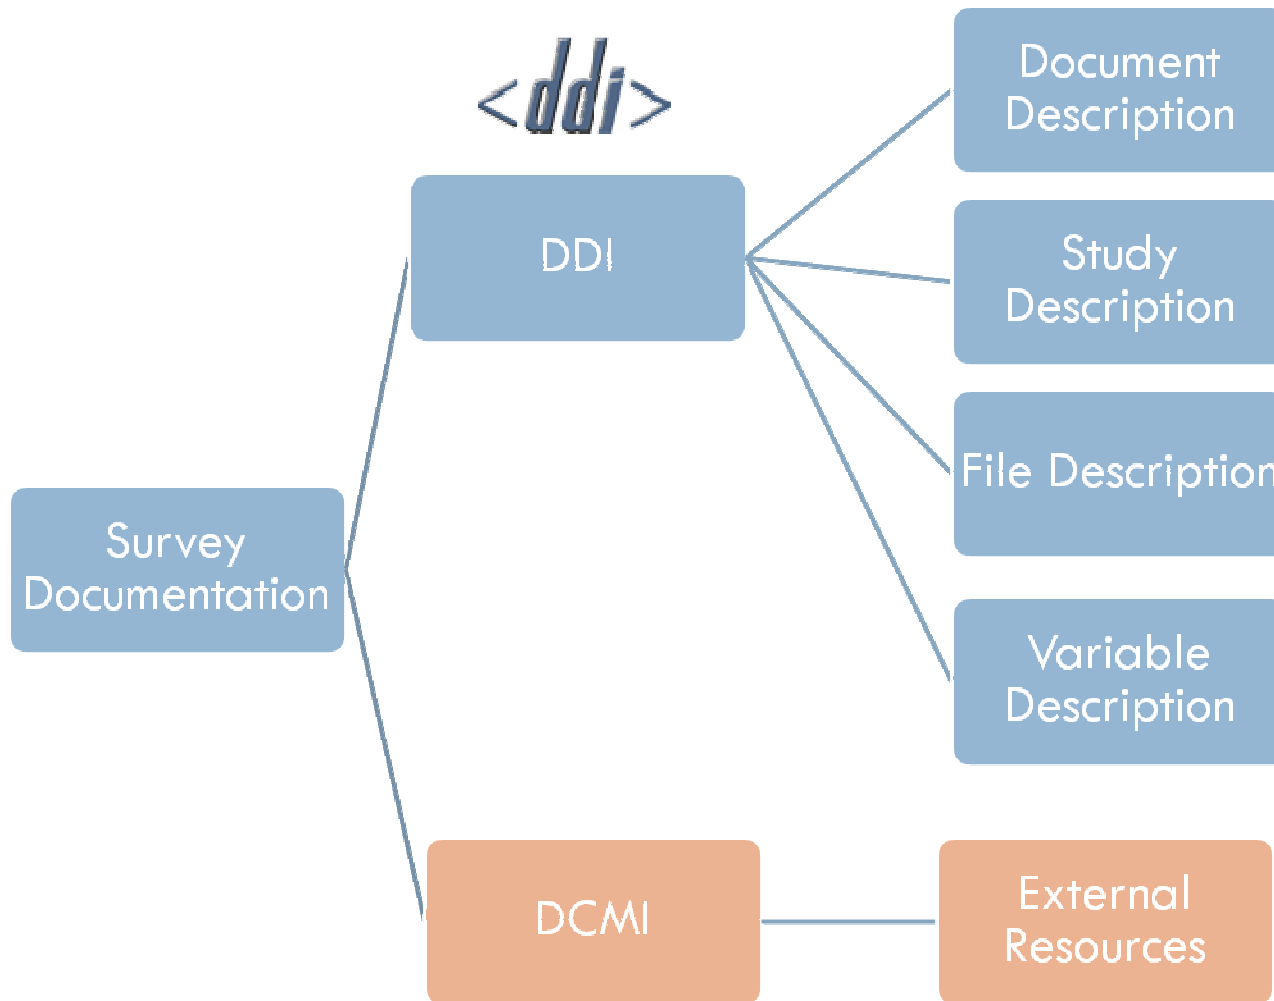 <ddi>
DDI
Document
Description
Study
Description
File Description
Variable
Description
Survey
Documentation
DCMI
External
Resources